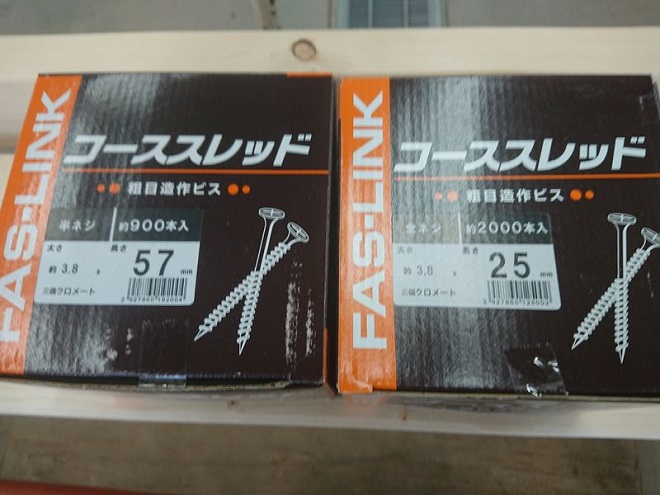 FAS-LINK
コーススレッド
粗目造作ビス
半ネジ 約900本入
太さ 長さ
約 3.8 x 57 mm
三価クロメート
FAS-LINK
コーススレッド
粗目造作ビス
全ネジ 約2000本入
太さ 長さ
約 3.8 x 25 mm
三価クロメート